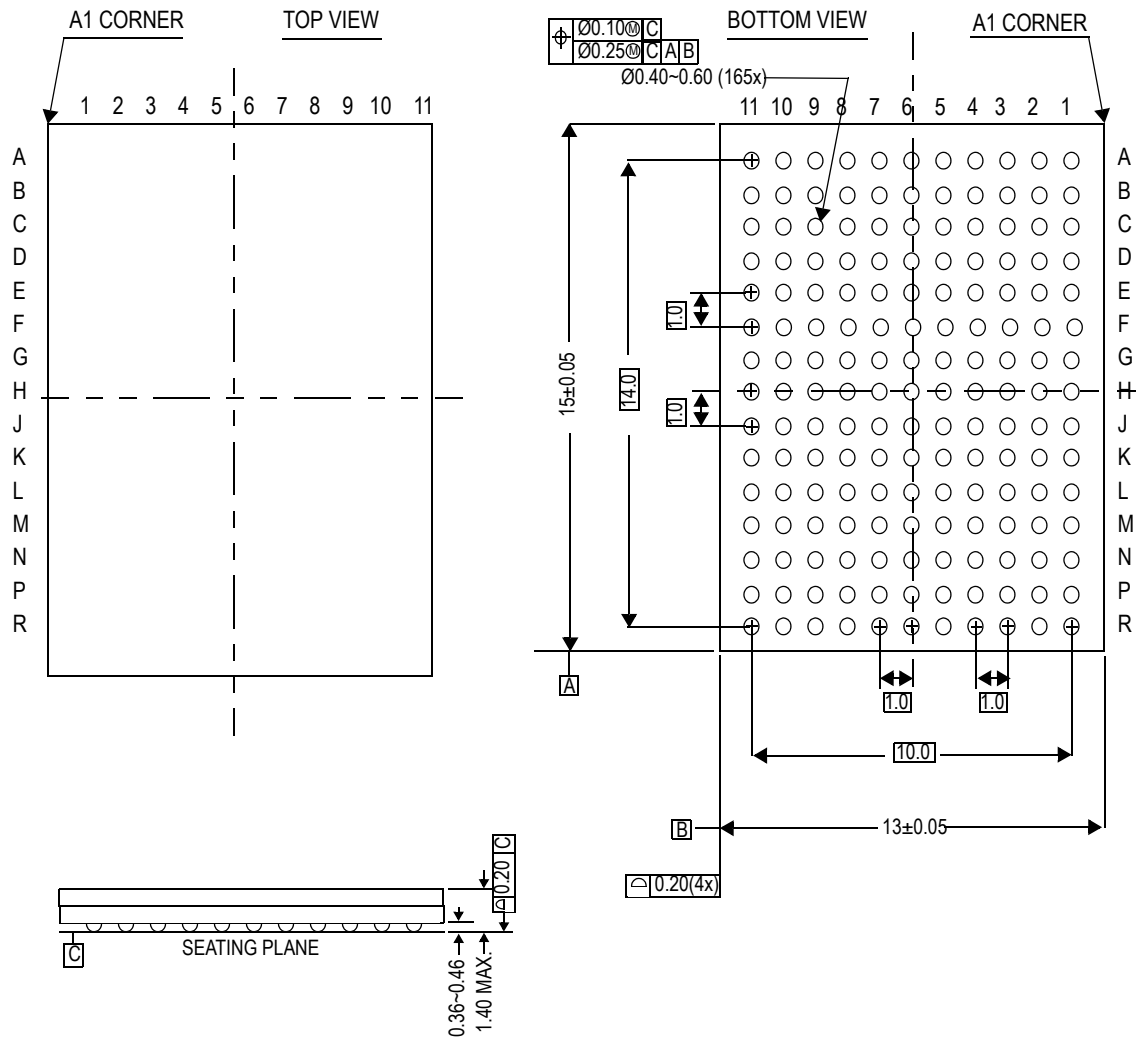 A1 CORNER
TOP VIEW
1 2 3 4 5 6 7 8 9 10 11
A
B
C
D
E
F
G
H
J
K
L
M
N
P
R
Ø0.10Ⓜ C
Ø0.25Ⓜ C A B
Ø0.40~0.60 (165x)
BOTTOM VIEW
A1 CORNER
11 10 9 8 7 6 5 4 3 2 1
A
B
C
D
E
F
G
H
J
K
L
M
N
P
R
1.0
1.0
14.0
15±0.05
A
1.0
1.0
10.0
B
13±0.05
0.20(4x)
0.20 C
C
SEATING PLANE
0.36~0.46
1.40 MAX.